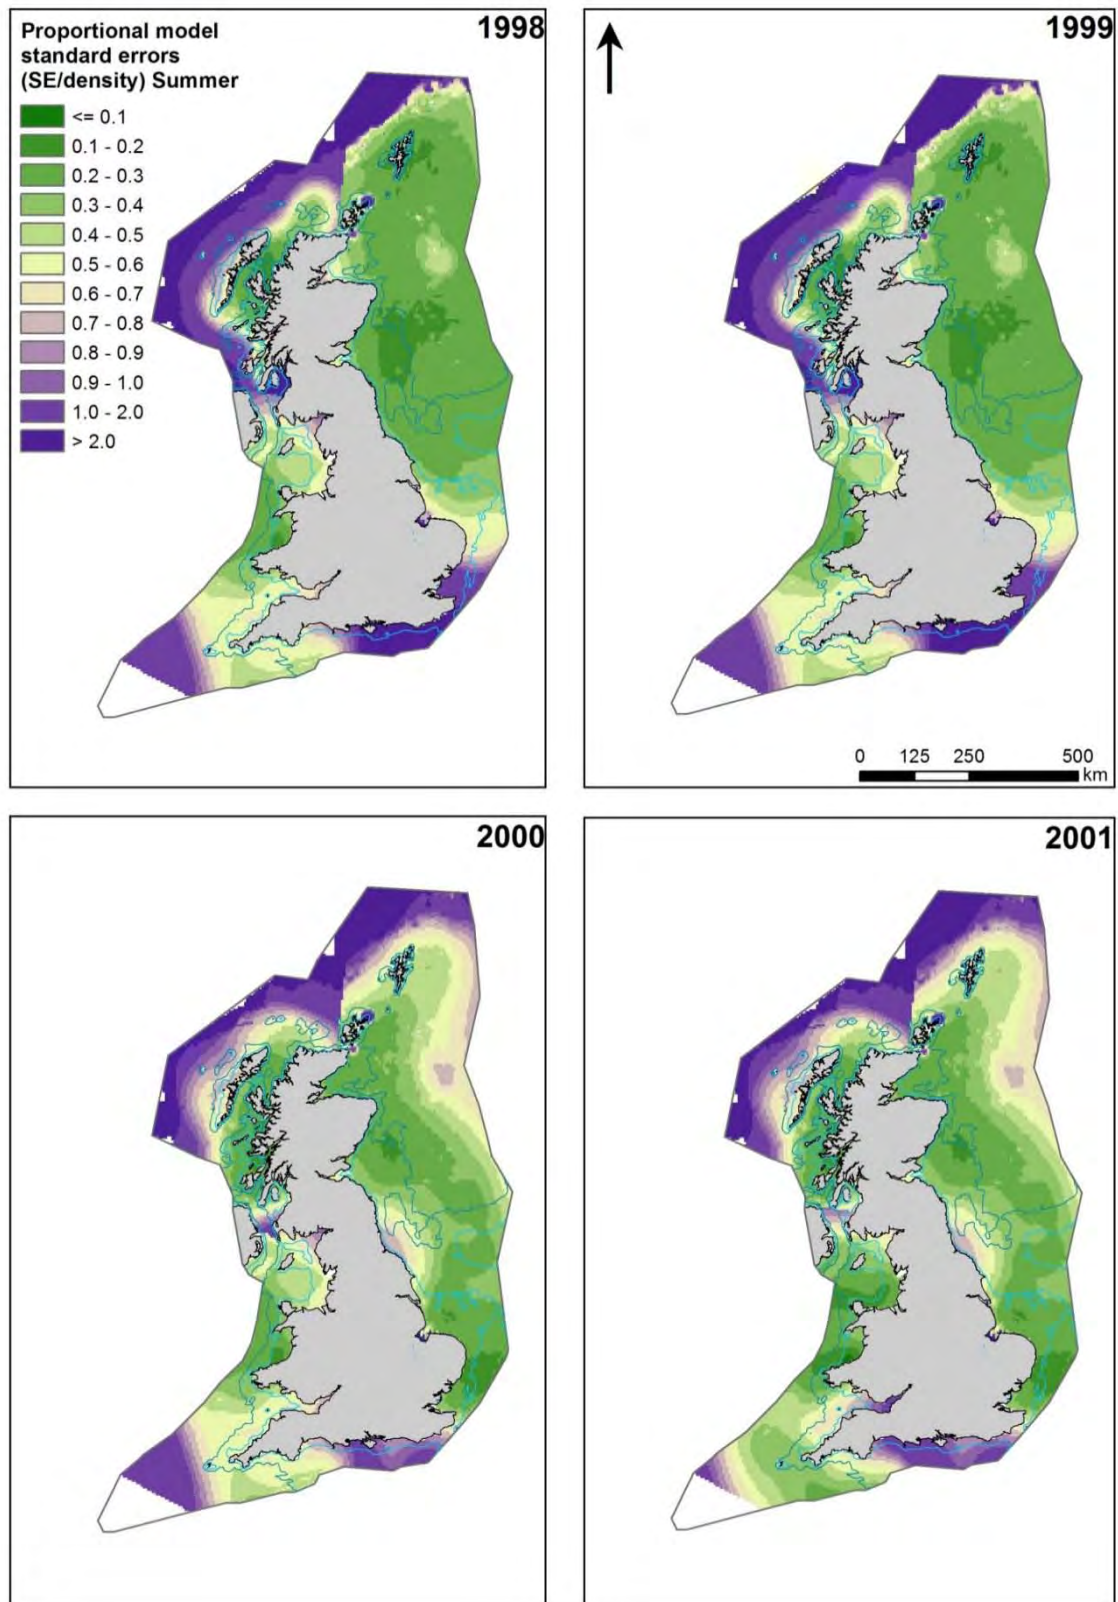 Proportional model
standard errors
(SE/density) Summer
<= 0.1
0.1 - 0.2
0.2 - 0.3
0.3 - 0.4
0.4 - 0.5
0.5 - 0.6
0.6 - 0.7
0.7 - 0.8
0.8 - 0.9
0.9 - 1.0
1.0 - 2.0
> 2.0
1998
1999
0 125 250 500
km
2000
2001